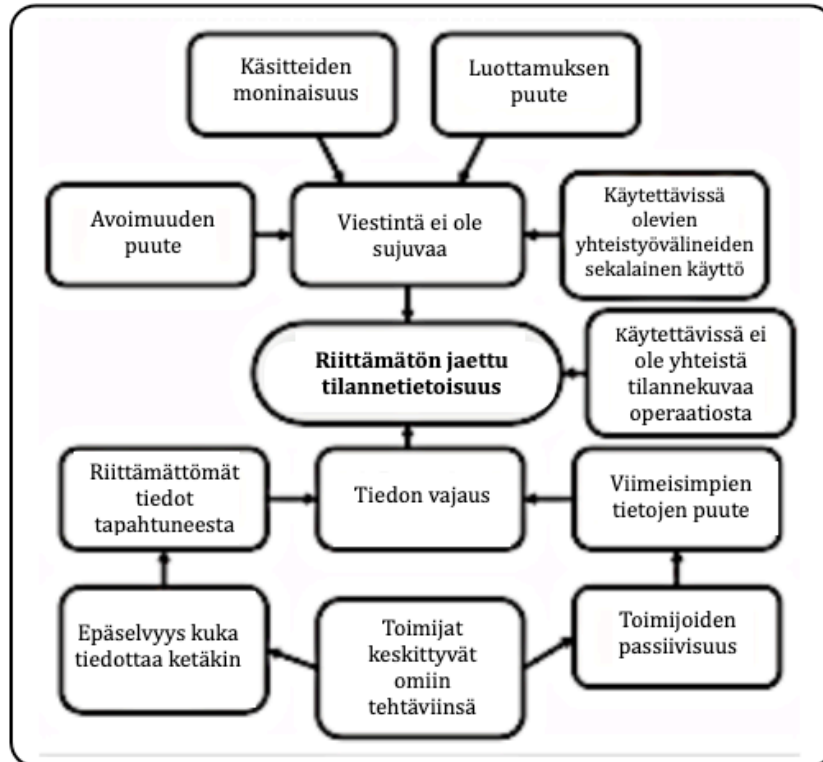 Käsitteiden
moninaisuus
Luottamuksen
puute
Avoimuuden
puute
Viestintä ei ole
sujuvaa
Käytettävissä
olevien
yhteistyövälineiden
sekalainen käyttö
Riittämätön jaettu
tilannetietoisuus
Käytettävissä ei
ole yhteistä
tilannekuvaa
operaatiosta
Riittämättömät
tiedot
tapahtuneesta
Tiedon vajaus
Viimeisimpien
tietojen puute
Epäselvyys kuka
tiedottaa ketäkin
Toimijat
keskittyvät
omiin
tehtäviinsä
Toimijoiden
passiivisuus